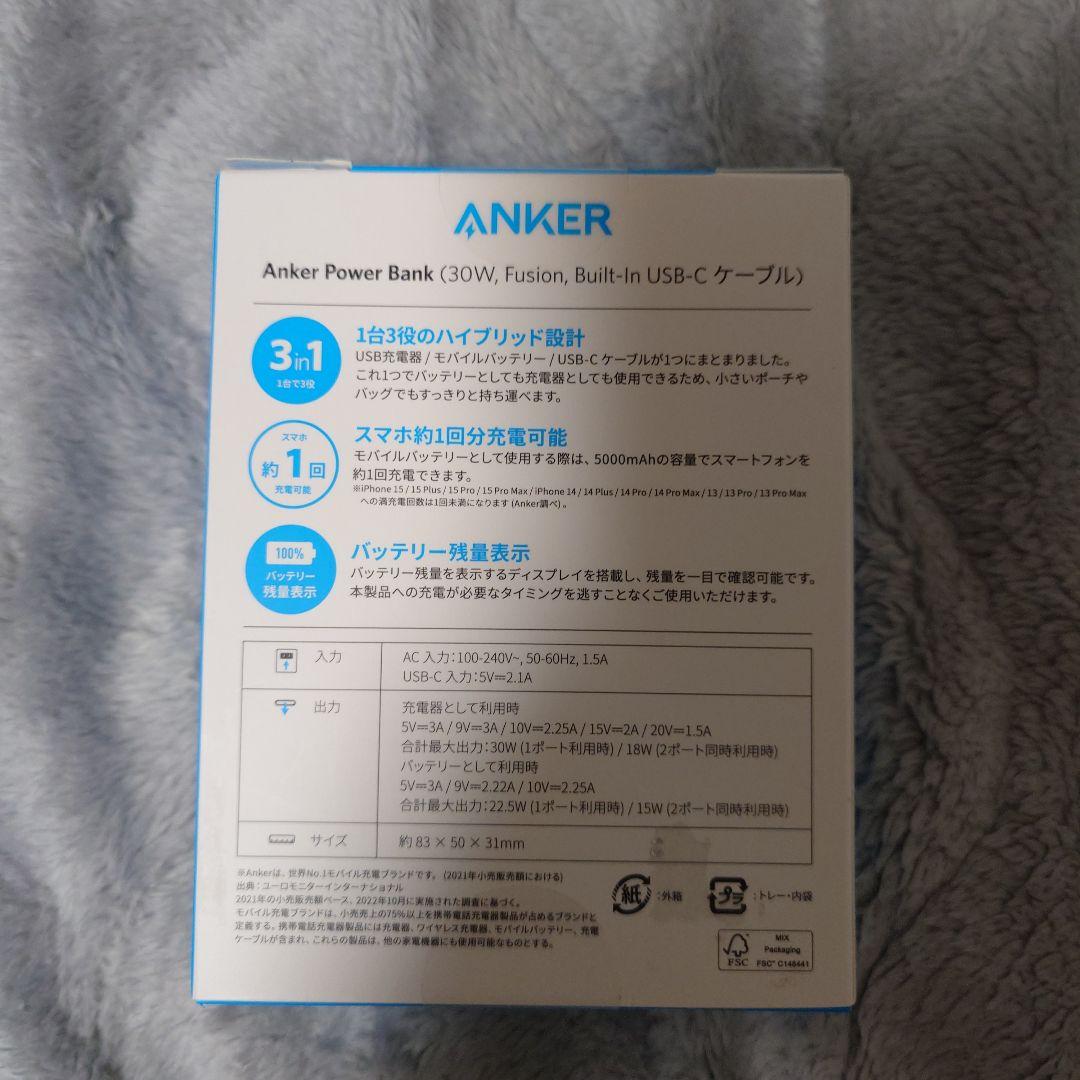 ANKER
Anker Power Bank (30W, Fusion, Built-In USB-C ケーブル)
3in1
1台で3役
1台3役のハイブリッド設計
USB充電器 / モバイルバッテリー / USB-C ケーブルが1つにまとまりました。
これ1つでバッテリーとしても充電器としても使用できるため、小さいポーチや
バッグでもすっきりと持ち運べます。
スマホ
約1回
充電可能
スマホ約1回分充電可能
モバイルバッテリーとして使用する際は、5000mAhの容量でスマートフォンを
約1回充電できます。
※iPhone 15 / 15 Plus / 15 Pro / 15 Pro Max / iPhone 14 / 14 Plus / 14 Pro / 14 Pro Max / 13 / 13 Pro / 13 Pro Max
への満充電回数は1回未満になります (Anker調べ) 。
100%
バッテリー
残量表示
バッテリー残量表示
バッテリー残量を表示するディスプレイを搭載し、残量を一目で確認可能です。
本製品への充電が必要なタイミングを逃すことなくご使用いただけます。
入力
AC 入力：100-240V~, 50-60Hz, 1.5A
USB-C 入力：5V⎓2.1A
出力
充電器として利用時
5V⎓3A / 9V⎓3A / 10V⎓2.25A / 15V⎓2A / 20V⎓1.5A
合計最大出力：30W (1ポート利用時) / 18W (2ポート同時利用時)
バッテリーとして利用時
5V⎓3A / 9V⎓2.22A / 10V⎓2.25A
合計最大出力：22.5W (1ポート利用時) / 15W (2ポート同時利用時)
サイズ
約 83 × 50 × 31mm
※Ankerは、世界No.1モバイル充電ブランドです。 (2021年小売販売額における)
出典：ユーロモニターインターナショナル
2021年の小売販売額ベース、2022年10月に実施された調査に基づく。
モバイル充電ブランドは、小売売上の75%以上を携帯電話充電器製品が占めるブランドと
定義する。携帯電話充電器製品には充電器、ワイヤレス充電器、モバイルバッテリー、充電
ケーブルが含まれ、これらの製品は、他の家電機器にも使用可能なものとする。
紙
：外箱
プラ
：トレー・内袋
FSC
MIX
Packaging
FSC™ C148441